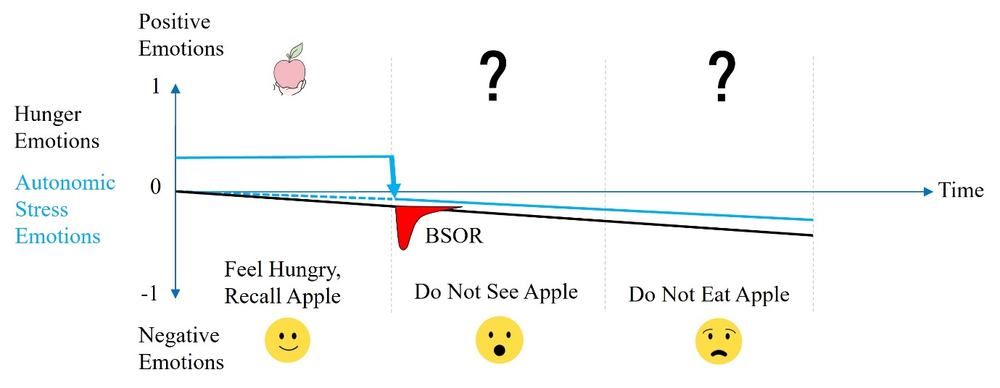 Positive
Emotions
1
Hunger
Emotions
Autonomic
Stress
Emotions
0
Time
BSOR
-1
Feel Hungry,
Recall Apple
Do Not See Apple
Do Not Eat Apple
Negative
Emotions
?
?